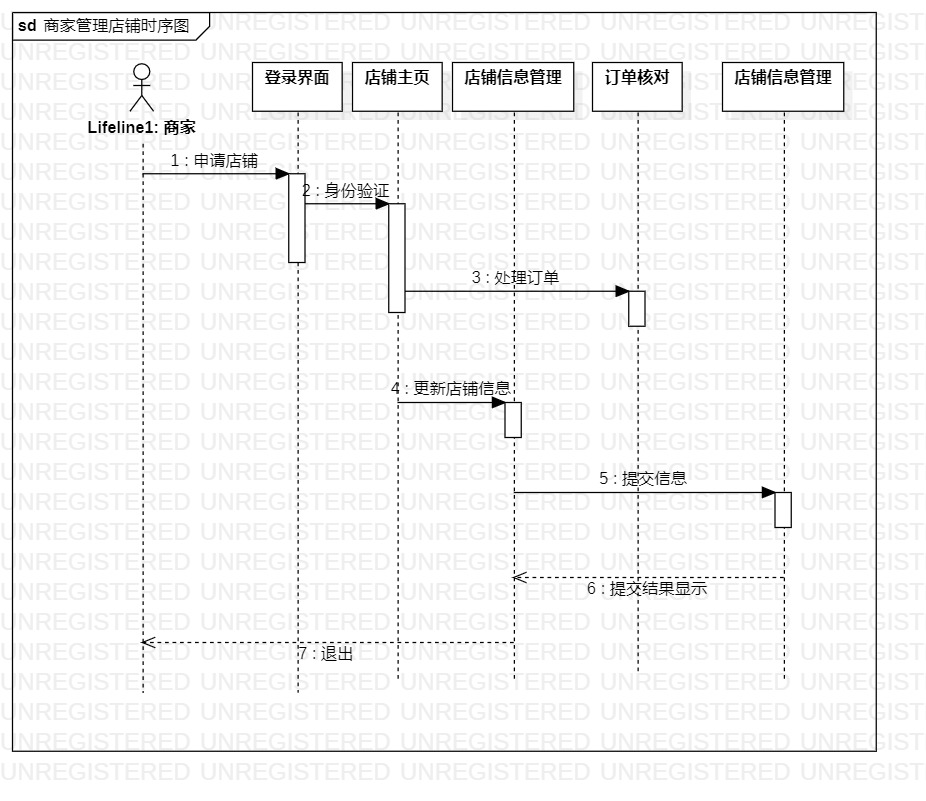 sd 商家管理店铺时序图
登录界面
店铺主页
店铺信息管理
订单核对
店铺信息管理
Lifeline1: 商家
1 : 申请店铺
2 : 身份验证
3 : 处理订单
4 : 更新店铺信息
5 : 提交信息
6 : 提交结果显示
7 : 退出
UNREGISTERED